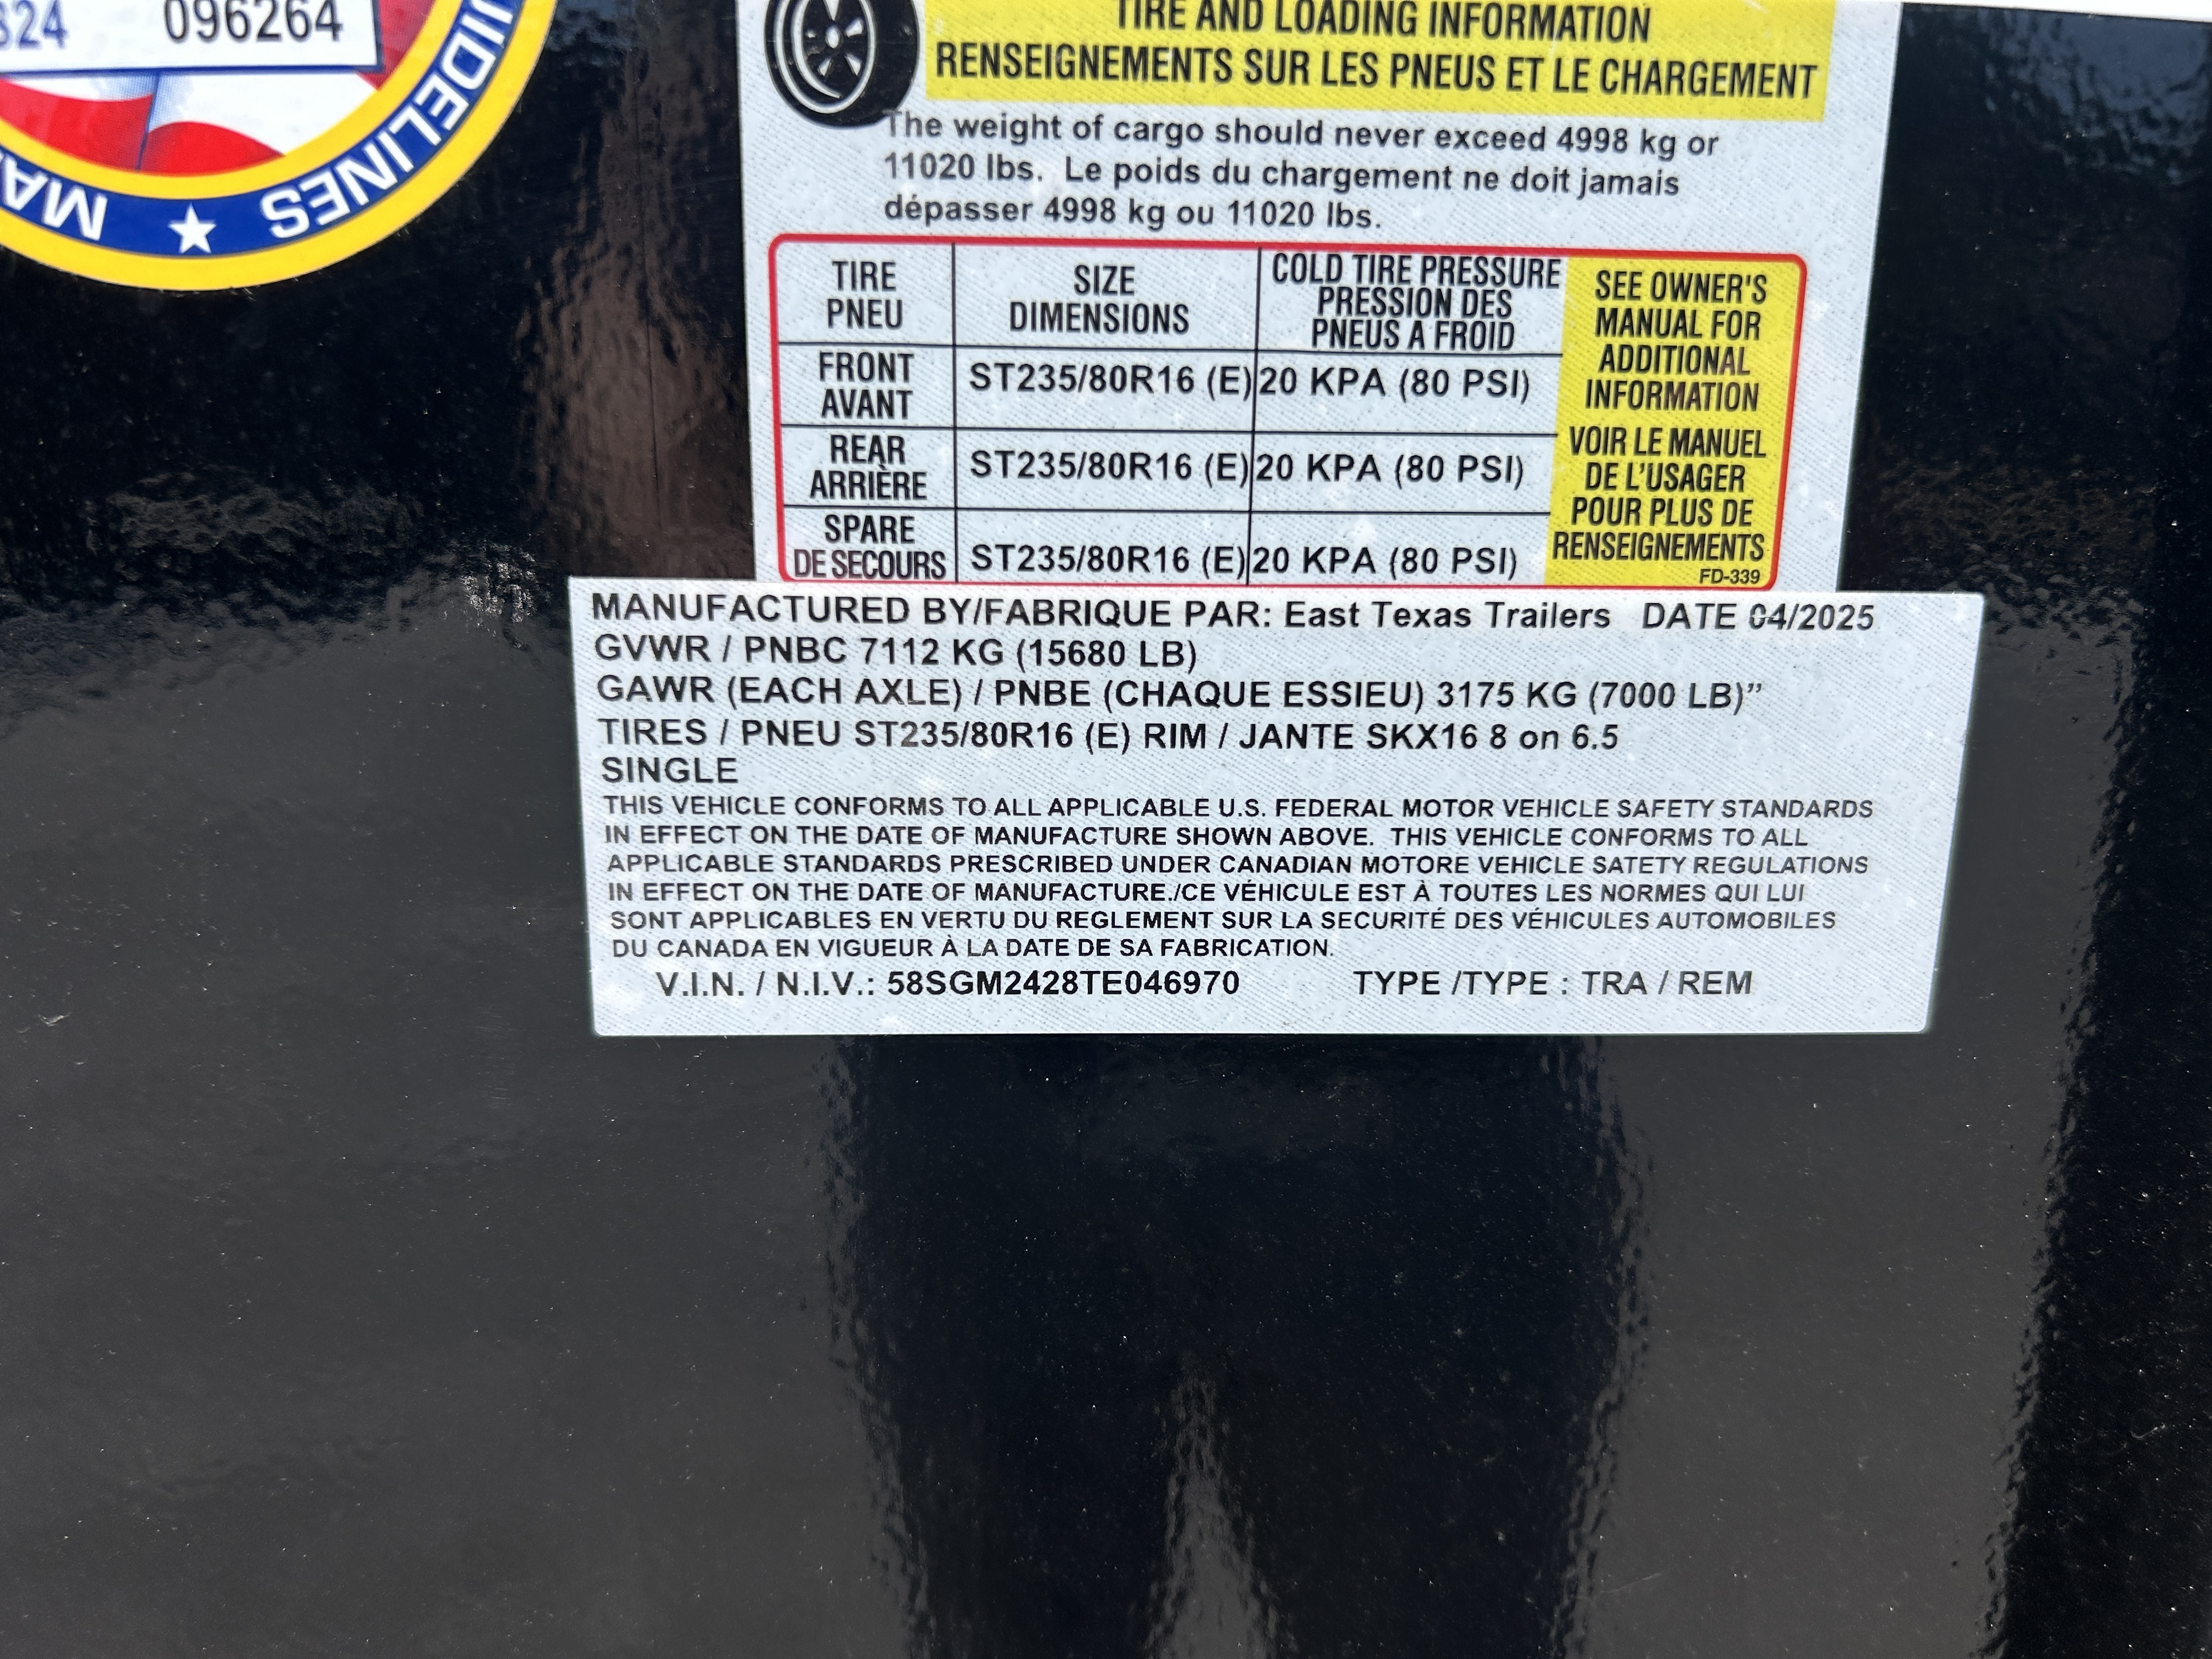 824 096264
GUIDELINES ★ MA
TIRE AND LOADING INFORMATION
RENSEIGNEMENTS SUR LES PNEUS ET LE CHARGEMENT
The weight of cargo should never exceed 4998 kg or
11020 lbs. Le poids du chargement ne doit jamais
dépasser 4998 kg ou 11020 lbs.
TIRE
PNEU
SIZE
DIMENSIONS
COLD TIRE PRESSURE
PRESSION DES
PNEUS A FROID
FRONT
AVANT
ST235/80R16 (E) 20 KPA (80 PSI)
REAR
ARRIÈRE
ST235/80R16 (E) 20 KPA (80 PSI)
SPARE
DE SECOURS
ST235/80R16 (E) 20 KPA (80 PSI)
SEE OWNER'S
MANUAL FOR
ADDITIONAL
INFORMATION
VOIR LE MANUEL
DE L'USAGER
POUR PLUS DE
RENSEIGNEMENTS
FD-339
MANUFACTURED BY/FABRIQUE PAR: East Texas Trailers DATE 04/2025
GVWR / PNBC 7112 KG (15680 LB)
GAWR (EACH AXLE) / PNBE (CHAQUE ESSIEU) 3175 KG (7000 LB)”
TIRES / PNEU ST235/80R16 (E) RIM / JANTE SKX16 8 on 6.5
SINGLE
THIS VEHICLE CONFORMS TO ALL APPLICABLE U.S. FEDERAL MOTOR VEHICLE SAFETY STANDARDS
IN EFFECT ON THE DATE OF MANUFACTURE SHOWN ABOVE. THIS VEHICLE CONFORMS TO ALL
APPLICABLE STANDARDS PRESCRIBED UNDER CANADIAN MOTORE VEHICLE SATETY REGULATIONS
IN EFFECT ON THE DATE OF MANUFACTURE./CE VÉHICULE EST À TOUTES LES NORMES QUI LUI
SONT APPLICABLES EN VERTU DU REGLEMENT SUR LA SECURITÉ DES VÉHICULES AUTOMOBILES
DU CANADA EN VIGUEUR À LA DATE DE SA FABRICATION.
V.I.N. / N.I.V.: 58SGM2428TE046970 TYPE /TYPE : TRA / REM